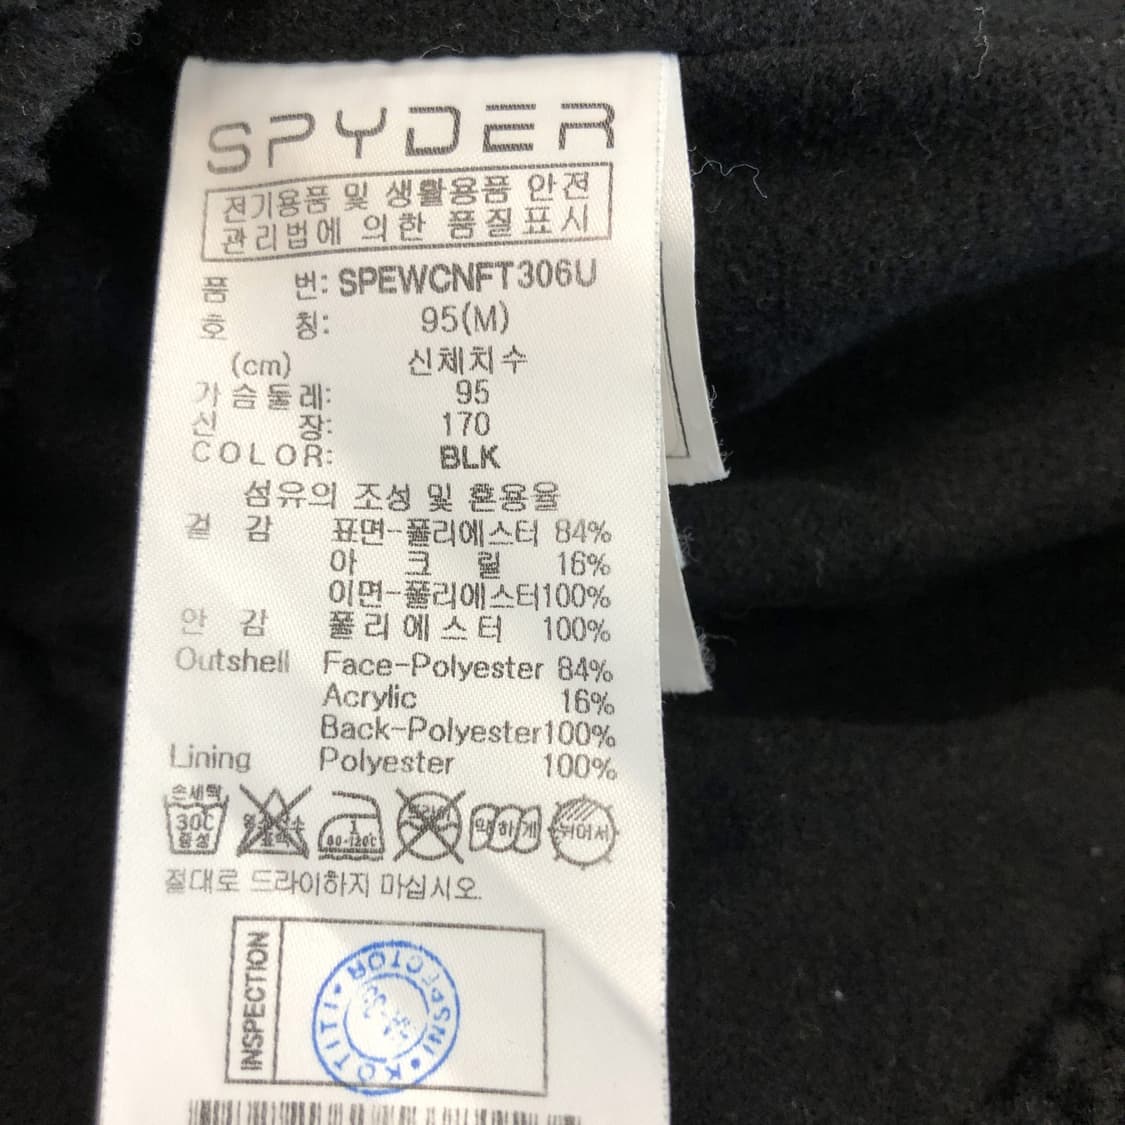 SPYDER
전기용품 및 생활용품 안전
관리법에 의한 품질표시
품 번: SPEWCNFT306U
호 칭: 95(M)
(cm) 신체치수
가슴둘레: 95
신 장: 170
COLOR: BLK
섬유의 조성 및 혼용율
겉 감 표면-폴리에스터 84%
아 크 릴 16%
이면-폴리에스터100%
안 감 폴리에스터 100%
Outshell Face-Polyester 84%
Acrylic 16%
Back-Polyester100%
Lining Polyester 100%
손세탁
30℃ 중성 80~120℃ 약하게 뉘어서
절대로 드라이하지 마십시오.
INSPECTION
KOTITI INSPECTOR